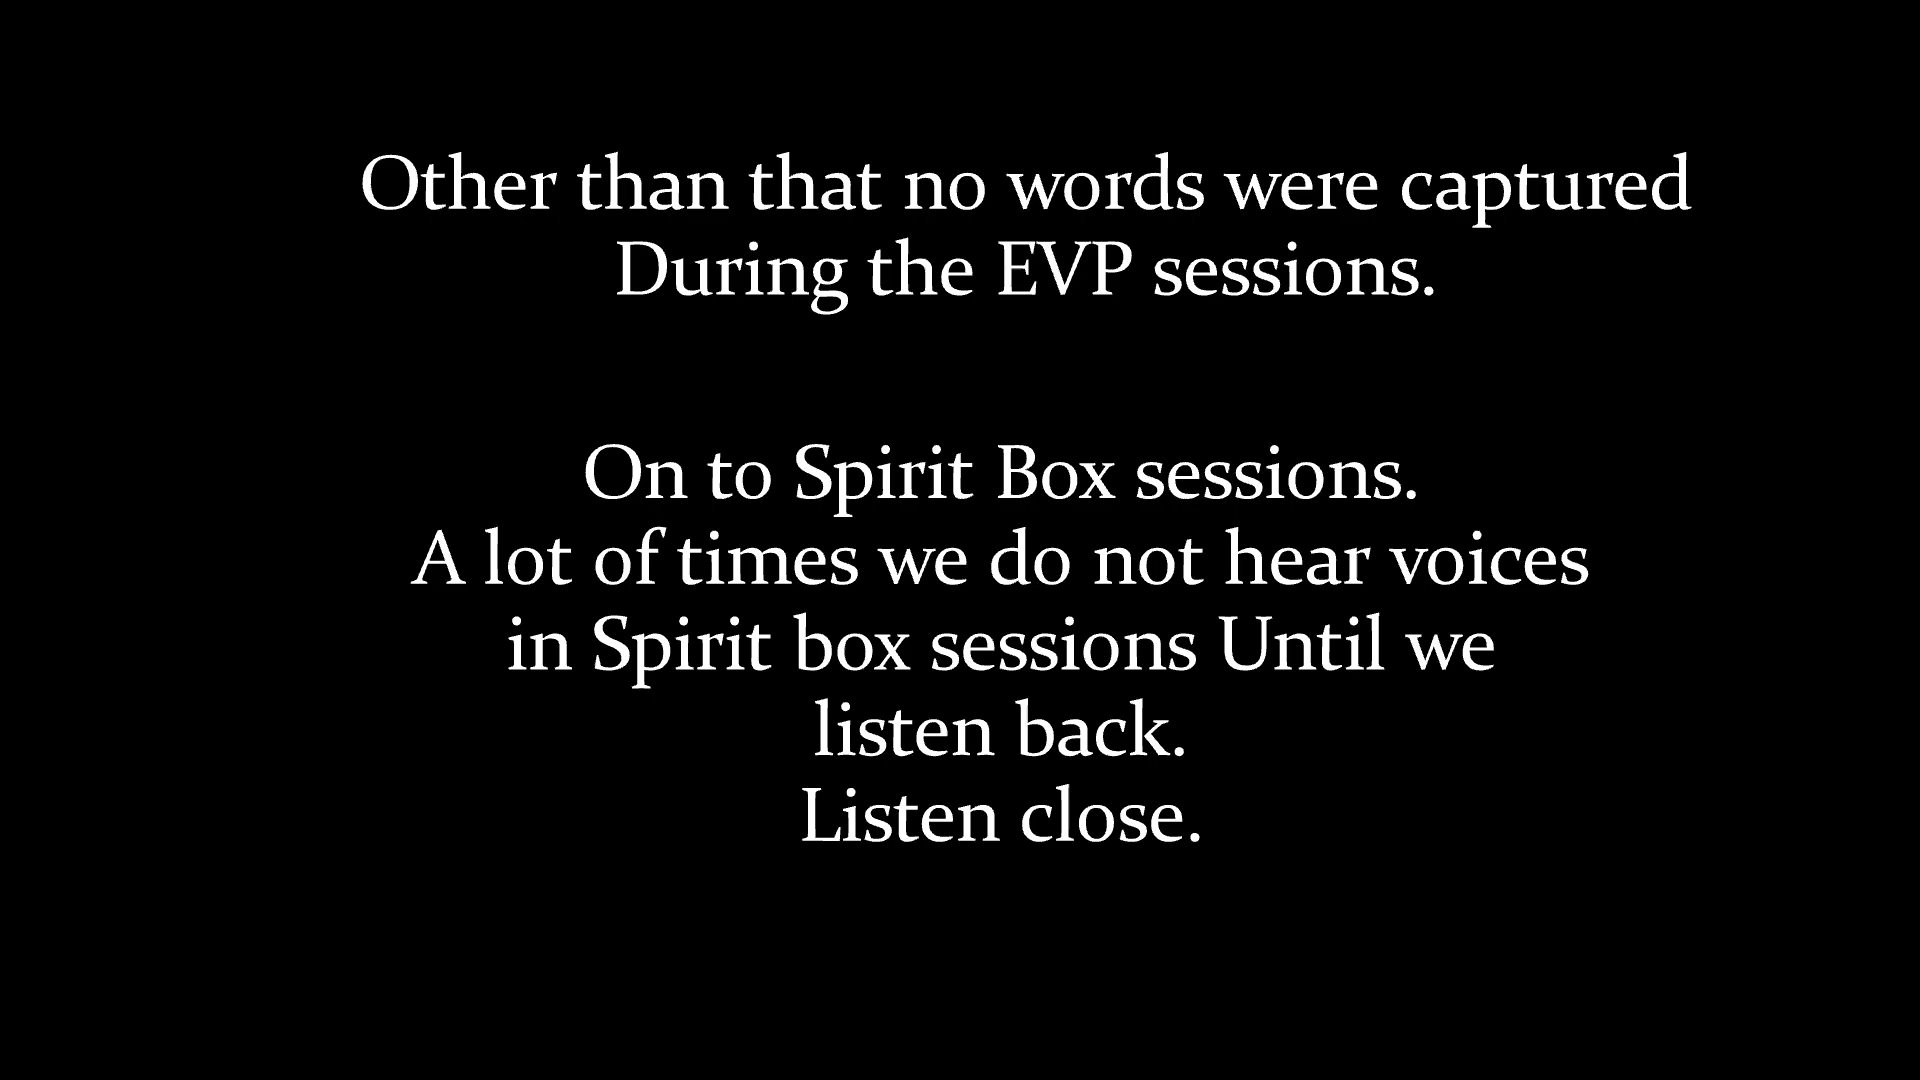 Other than that no words were captured
During the EVP sessions.
On to Spirit Box sessions.
A lot of times we do not hear voices
in Spirit box sessions Until we
listen back.
Listen close.